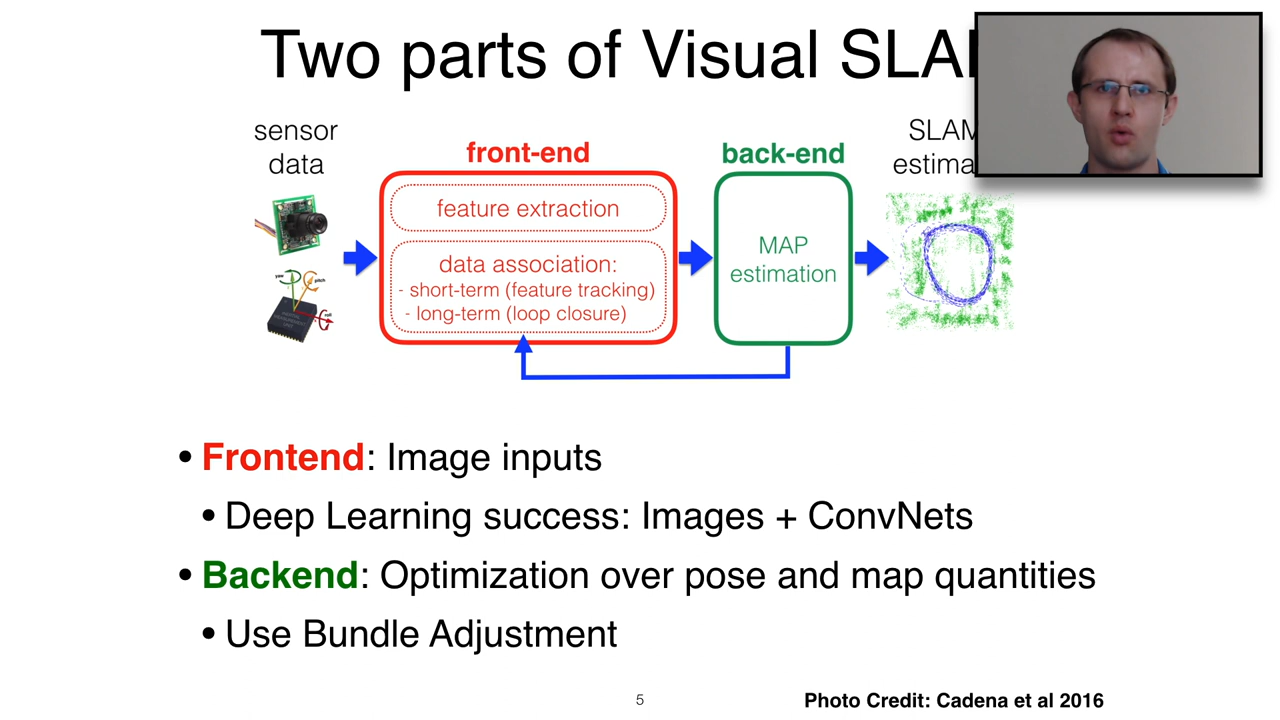 Two parts of Visual SLA
sensor
data
front-end
feature extraction
data association:
- short-term (feature tracking)
- long-term (loop closure)
back-end
MAP
estimation
SLAM
estima
• Frontend: Image inputs
• Deep Learning success: Images + ConvNets
• Backend: Optimization over pose and map quantities
• Use Bundle Adjustment
5
Photo Credit: Cadena et al 2016